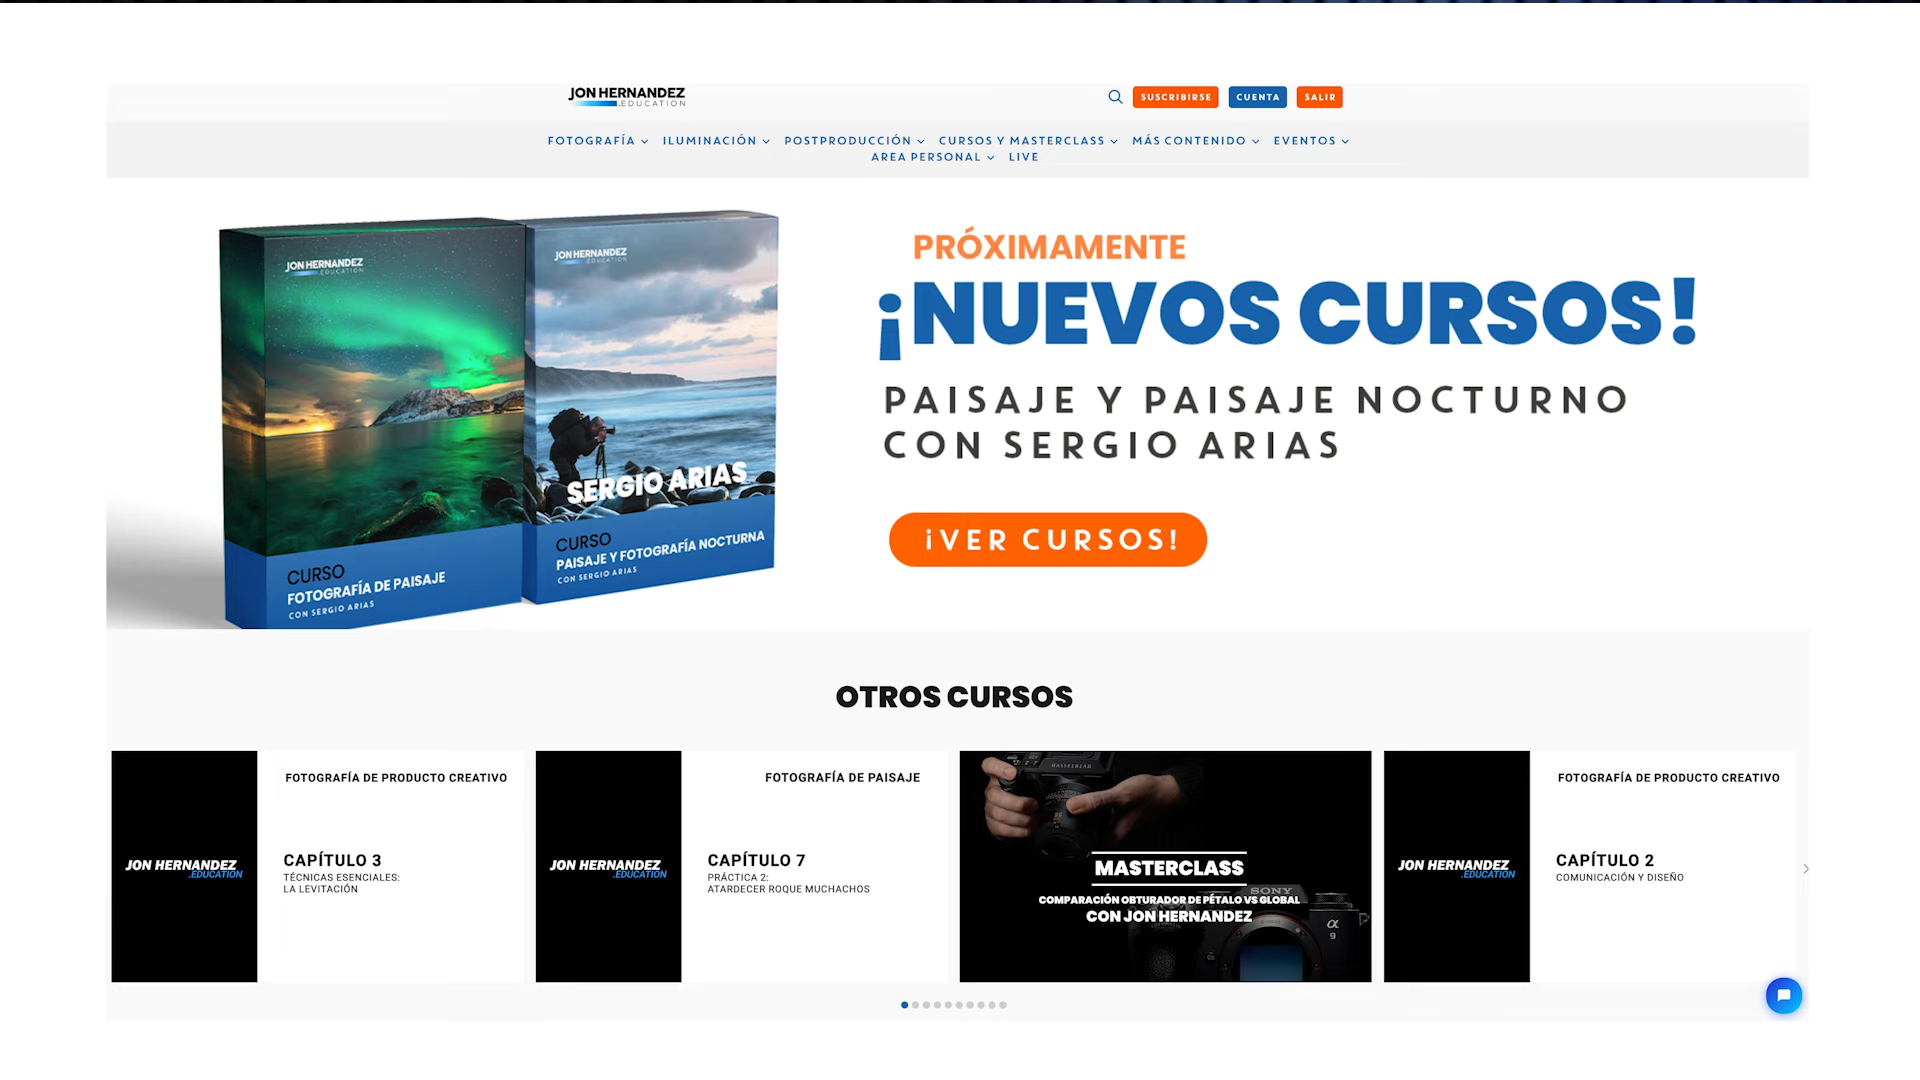 JON HERNANDEZ
.EDUCATION
SUSCRIBIRSE
CUENTA
SALIR
FOTOGRAFÍA
ILUMINACIÓN
POSTPRODUCCIÓN
CURSOS Y MASTERCLASS
MÁS CONTENIDO
EVENTOS
AREA PERSONAL
LIVE
JON HERNANDEZ
.EDUCATION
CURSO
FOTOGRAFÍA DE PAISAJE
CON SERGIO ARIAS
JON HERNANDEZ
.EDUCATION
SERGIO ARIAS
CURSO
PAISAJE Y FOTOGRAFÍA NOCTURNA
CON SERGIO ARIAS
PRÓXIMAMENTE
¡NUEVOS CURSOS!
PAISAJE Y PAISAJE NOCTURNO
CON SERGIO ARIAS
¡VER CURSOS!
OTROS CURSOS
JON HERNANDEZ
.EDUCATION
FOTOGRAFÍA DE PRODUCTO CREATIVO
CAPÍTULO 3
TÉCNICAS ESENCIALES:
LA LEVITACIÓN
JON HERNANDEZ
.EDUCATION
FOTOGRAFÍA DE PAISAJE
CAPÍTULO 7
PRÁCTICA 2:
ATARDECER ROQUE MUCHACHOS
HASSELBLAD
MASTERCLASS
SONY
COMPARACIÓN OBTURADOR DE PÉTALO VS GLOBAL
CON JON HERNANDEZ
α
9
JON HERNANDEZ
.EDUCATION
FOTOGRAFÍA DE PRODUCTO CREATIVO
CAPÍTULO 2
COMUNICACIÓN Y DISEÑO